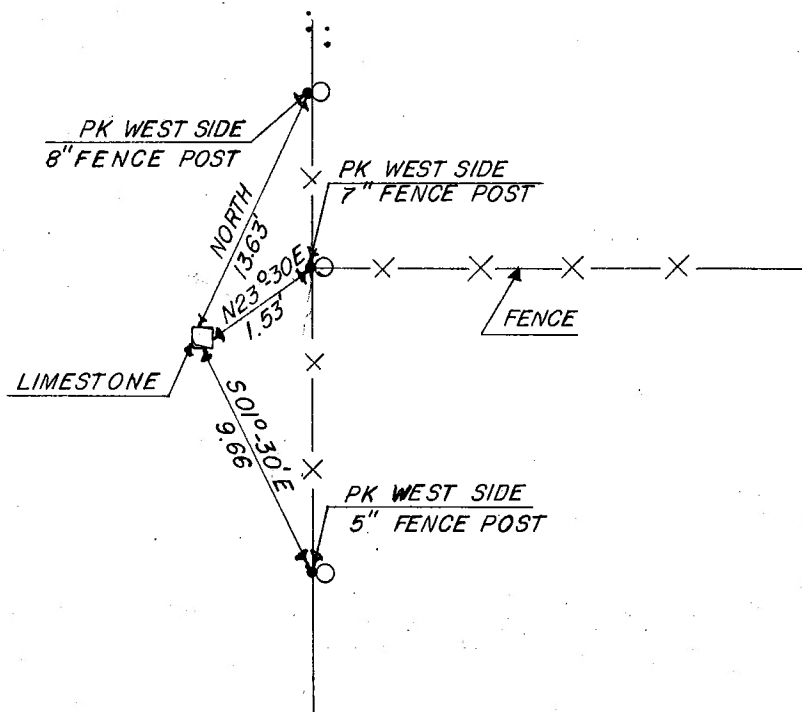 PK WEST SIDE
8" FENCE POST
PK WEST SIDE
7" FENCE POST
NORTH
13.63'
N23°-30E
1.53'
FENCE
LIMESTONE
S01°-30'E
9.66
PK WEST SIDE
5" FENCE POST